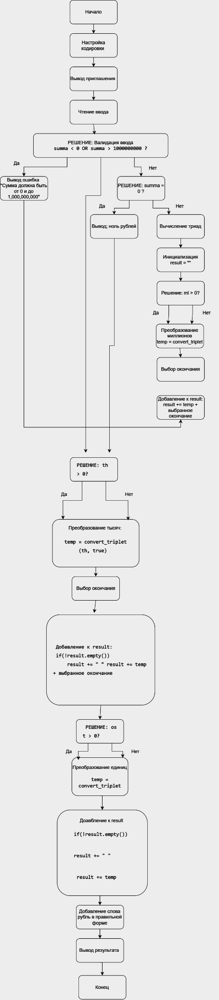 Начало
Настройка
кодировки
Вывод приглашения
Чтение ввода
РЕШЕНИЕ: Валидация ввода
summa < 0 OR summa > 1000000000 ?
Да
Нет
Вывод ошибка
"Сумма должна быть
от 0 и до
1,000,000,000"
РЕШЕНИЕ: summa =
0 ?
Да
Нет
Вывод; ноль рублей
Вычисление триад
Инициализация
result = ""
Решение: ml > 0?
Да
Нет
Преобразование
миллионов
temp = convert_triplet
Выбор окончания
Добавление к result:
result += temp +
выбранное
окончание
РЕШЕНИЕ: th
> 0?
Да
Нет
Преобразование тысяч:
temp = convert_triplet
(th, true)
Выбор окончания
Добавление к result:
if(!result.empty())
result += " " result += temp
+ выбранное окончание
РЕШЕНИЕ: os
t > 0?
Да
Нет
Преобразование единиц
temp =
convert_triplet
Доавбление к result
if(!result.empty())
result += " "
result += temp
Добавление слова
рубль в правильной
форме
Вывод результата
Конец